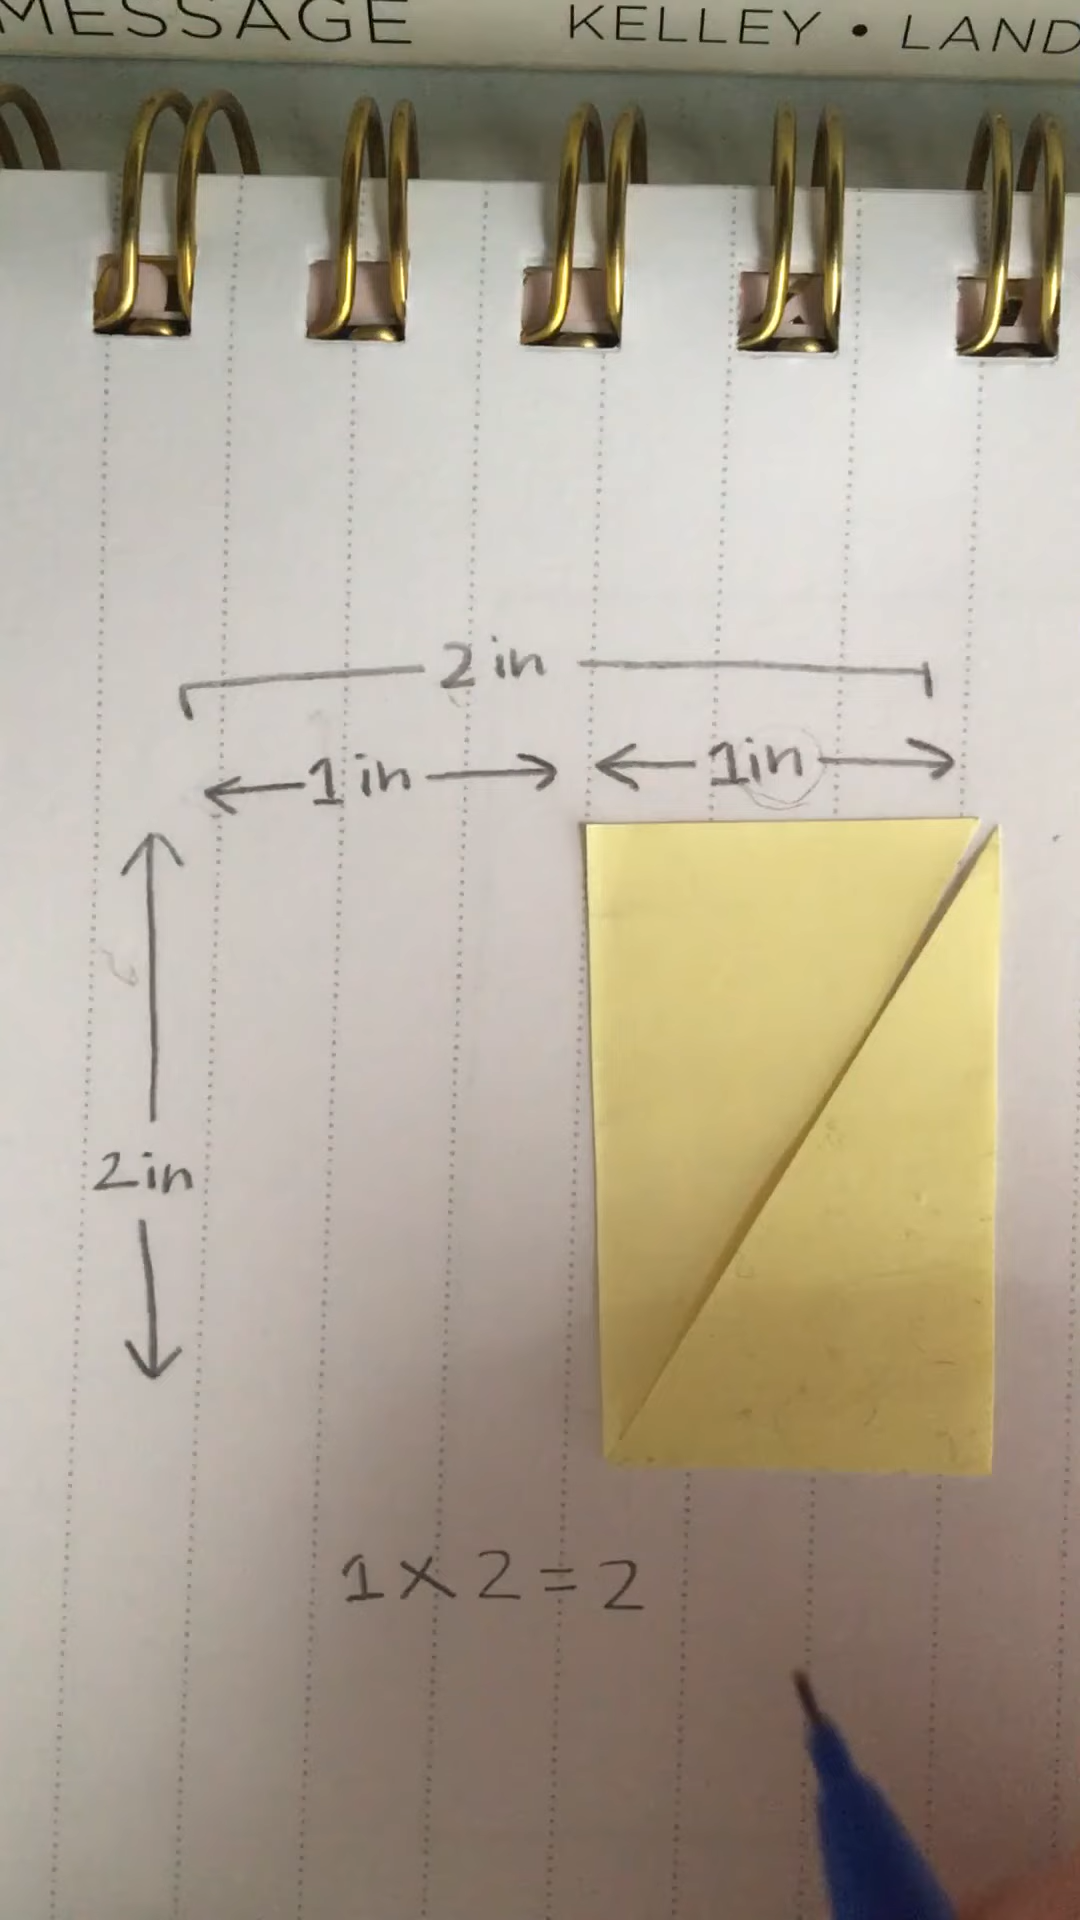 MESSAGE KELLEY • LAND
2 in
1 in 1in
2in
1 x 2 = 2